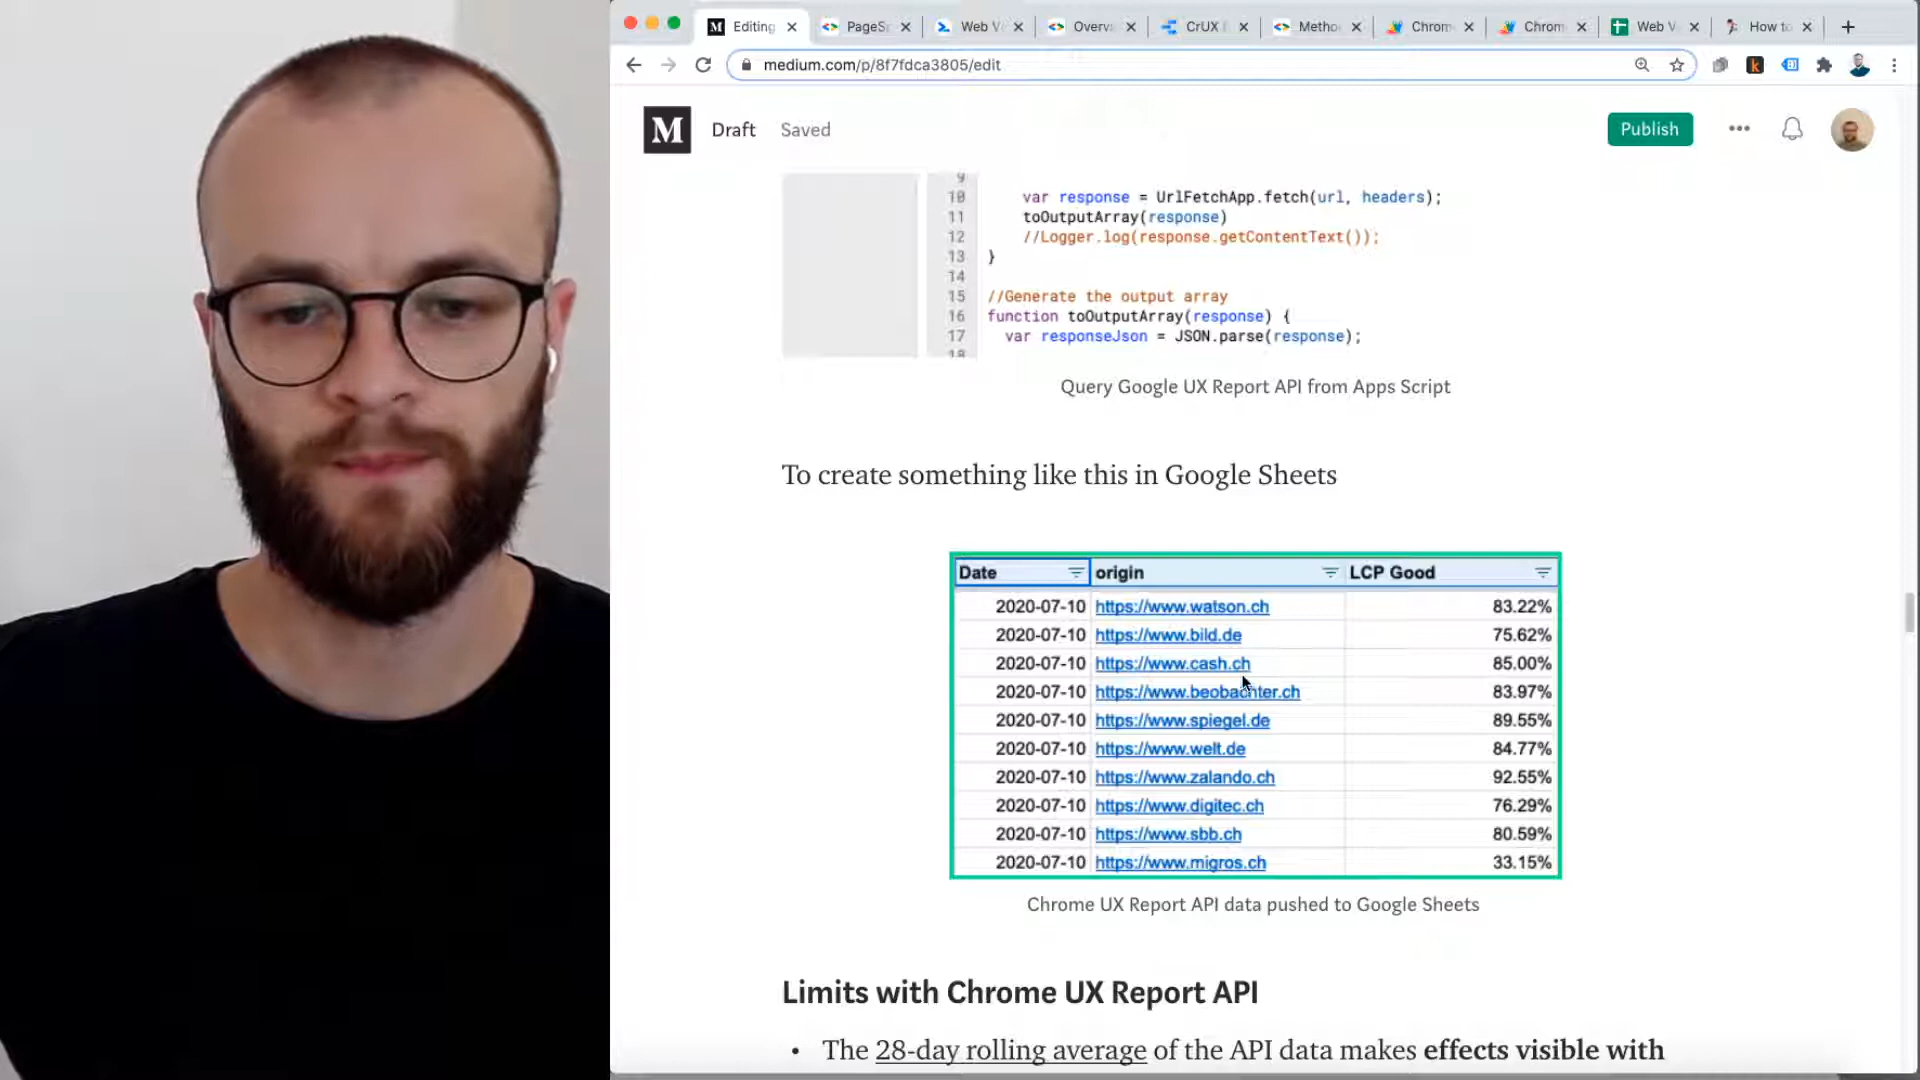 Editing
PageS
Web V
Overv
CrUX
Metho
Chrom
Chrom
Web V
How to
medium.com/p/8f7fdca3805/edit
M
Draft
Saved
Publish
9
10 var response = UrlFetchApp.fetch(url, headers);
11 toOutputArray(response)
12 //Logger.log(response.getContentText());
13 }
14
15 //Generate the output array
16 function toOutputArray(response) {
17 var responseJson = JSON.parse(response);
18
Query Google UX Report API from Apps Script
To create something like this in Google Sheets
Date origin LCP Good
2020-07-10 https://www.watson.ch 83.22%
2020-07-10 https://www.bild.de 75.62%
2020-07-10 https://www.cash.ch 85.00%
2020-07-10 https://www.beobachter.ch 83.97%
2020-07-10 https://www.spiegel.de 89.55%
2020-07-10 https://www.welt.de 84.77%
2020-07-10 https://www.zalando.ch 92.55%
2020-07-10 https://www.digitec.ch 76.29%
2020-07-10 https://www.sbb.ch 80.59%
2020-07-10 https://www.migros.ch 33.15%
Chrome UX Report API data pushed to Google Sheets
Limits with Chrome UX Report API
• The 28-day rolling average of the API data makes effects visible with